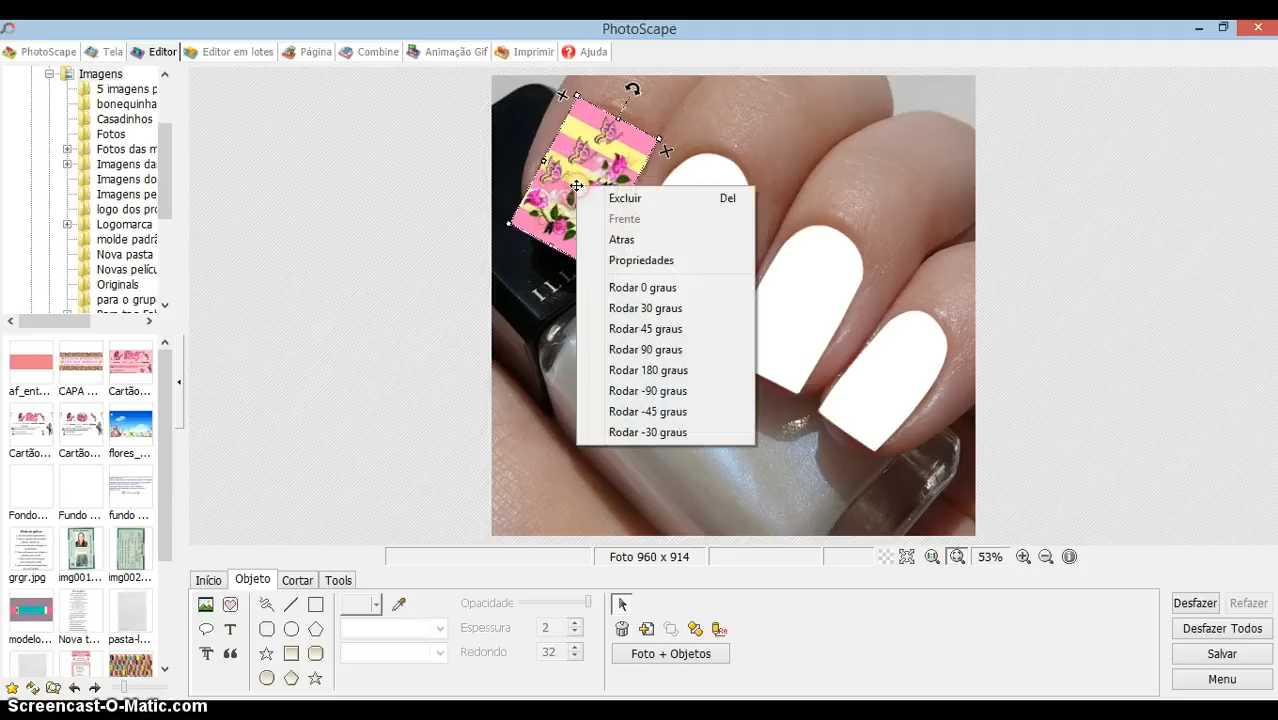 PhotoScape
PhotoScape Tela Editor Editor em lotes Página Combine Animação Gif Imprimir Ajuda
Imagens
5 imagens p
bonequinha
Casadinhos
Fotos
Fotos das m
Imagens da:
Imagens do
Imagens pe
logo dos pro
Logomarca
molde padrâ
Nova pasta
Novas pelíc
Originals
para o grupe
af_ent... CAPA ... Cartão...
Cartão... Cartão... flores_...
Fondo... Fundo ... fundo ...
grgr.jpg img001... img002...
modelo... Nova t... pasta-l...
Excluir Del
Frente
Atras
Propriedades
Rodar 0 graus
Rodar 30 graus
Rodar 45 graus
Rodar 90 graus
Rodar 180 graus
Rodar -90 graus
Rodar -45 graus
Rodar -30 graus
Foto 960 x 914
53%
Início Objeto Cortar Tools
Opacidade
Espessura 2
Redondo 32
Foto + Objetos
Desfazer Refazer
Desfazer Todos
Salvar
Menu
Screencast-O-Matic.com